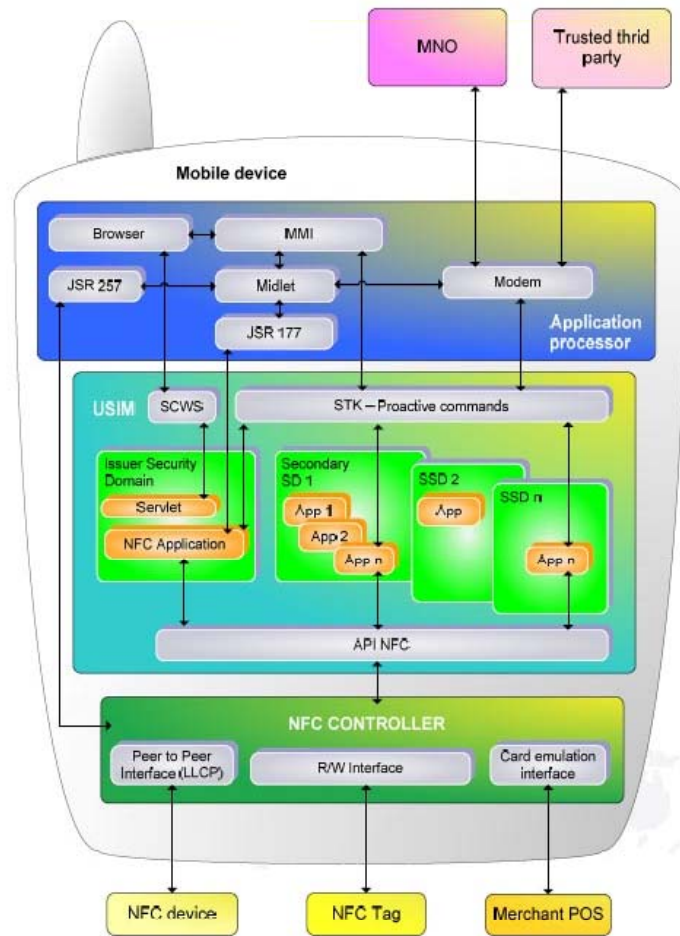 MNO
Trusted thrid
party
Mobile device
Browser
MMI
JSR 257
Midlet
Modem
JSR 177
Application
processor
USIM
SCWS
STK – Proactive commands
Issuer Security
Domain
Servlet
NFC Application
Secondary
SD 1
App 1
App 2
App n
SSD 2
App
SSD n
App n
API NFC
NFC CONTROLLER
Peer to Peer
Interface (LLCP)
R/W Interface
Card emulation
interface
NFC device
NFC Tag
Merchant POS